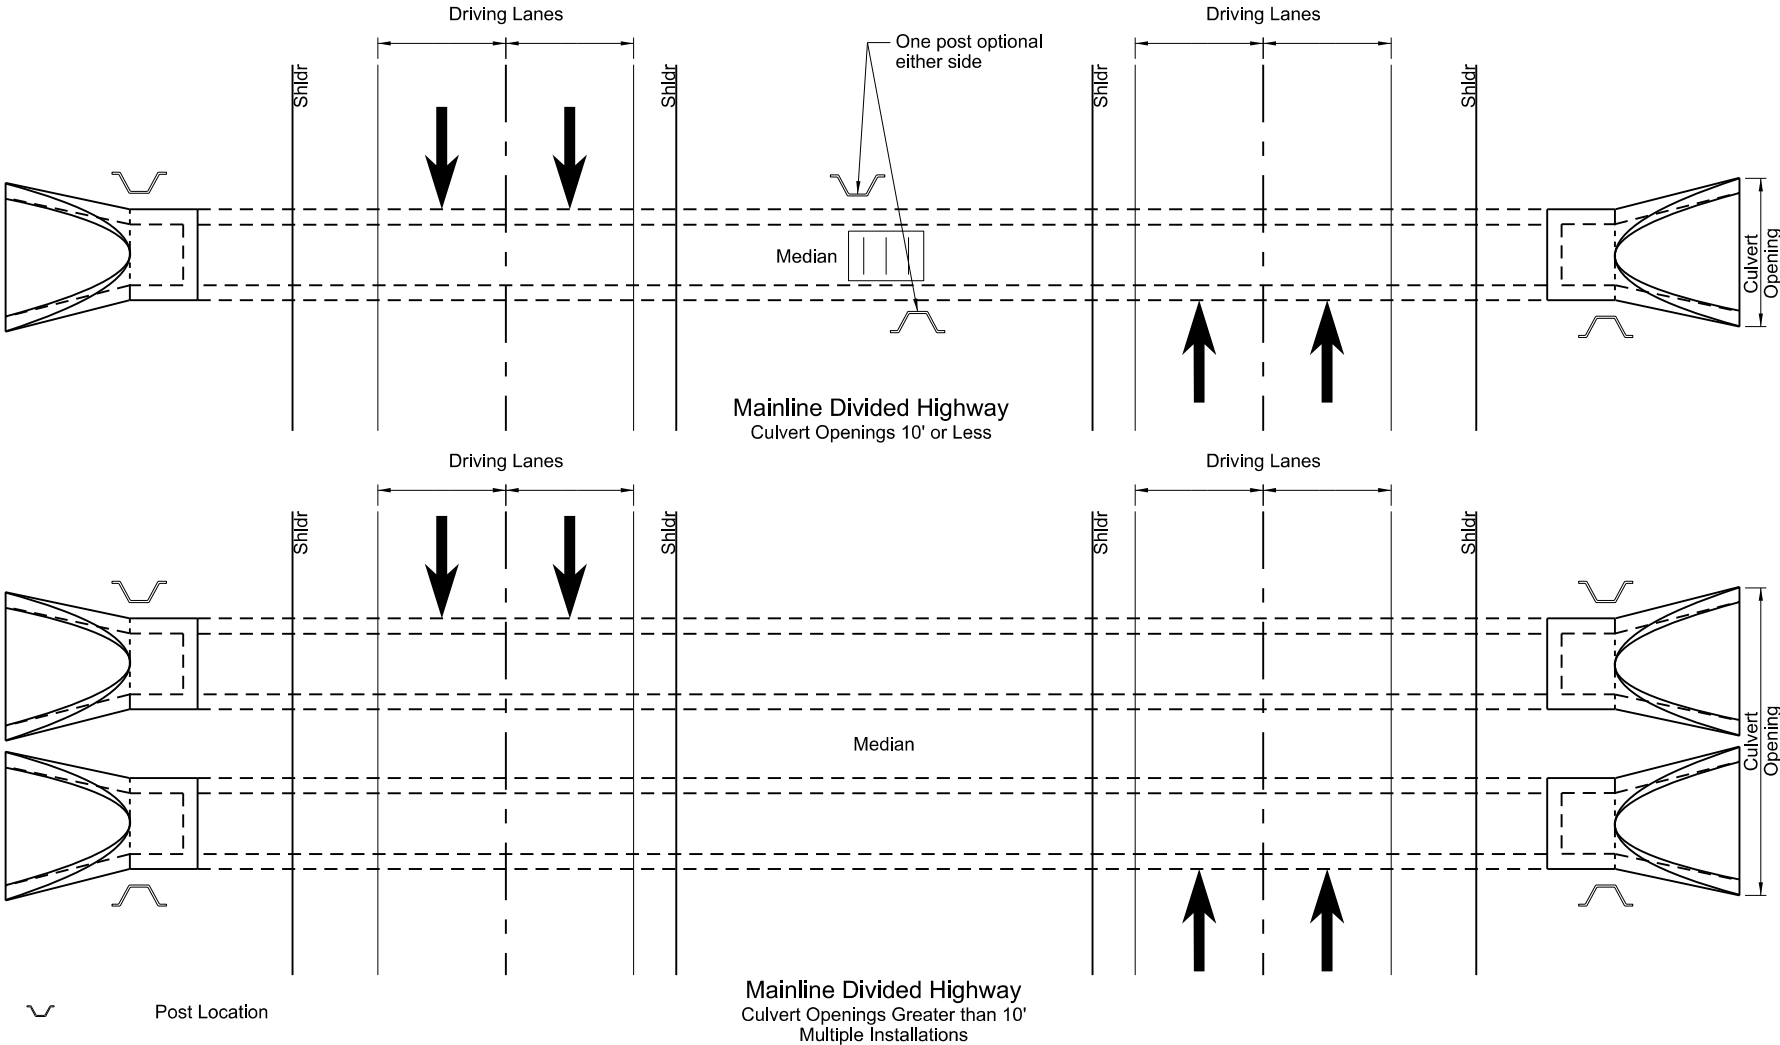 Driving Lanes
Driving Lanes
One post optional
either side
Shldr
Shldr
Shldr
Shldr
Median
Culvert
Opening
Mainline Divided Highway
Culvert Openings 10' or Less
Driving Lanes
Driving Lanes
Shldr
Shldr
Shldr
Shldr
Median
Culvert
Opening
Mainline Divided Highway
Culvert Openings Greater than 10'
Multiple Installations
Post Location